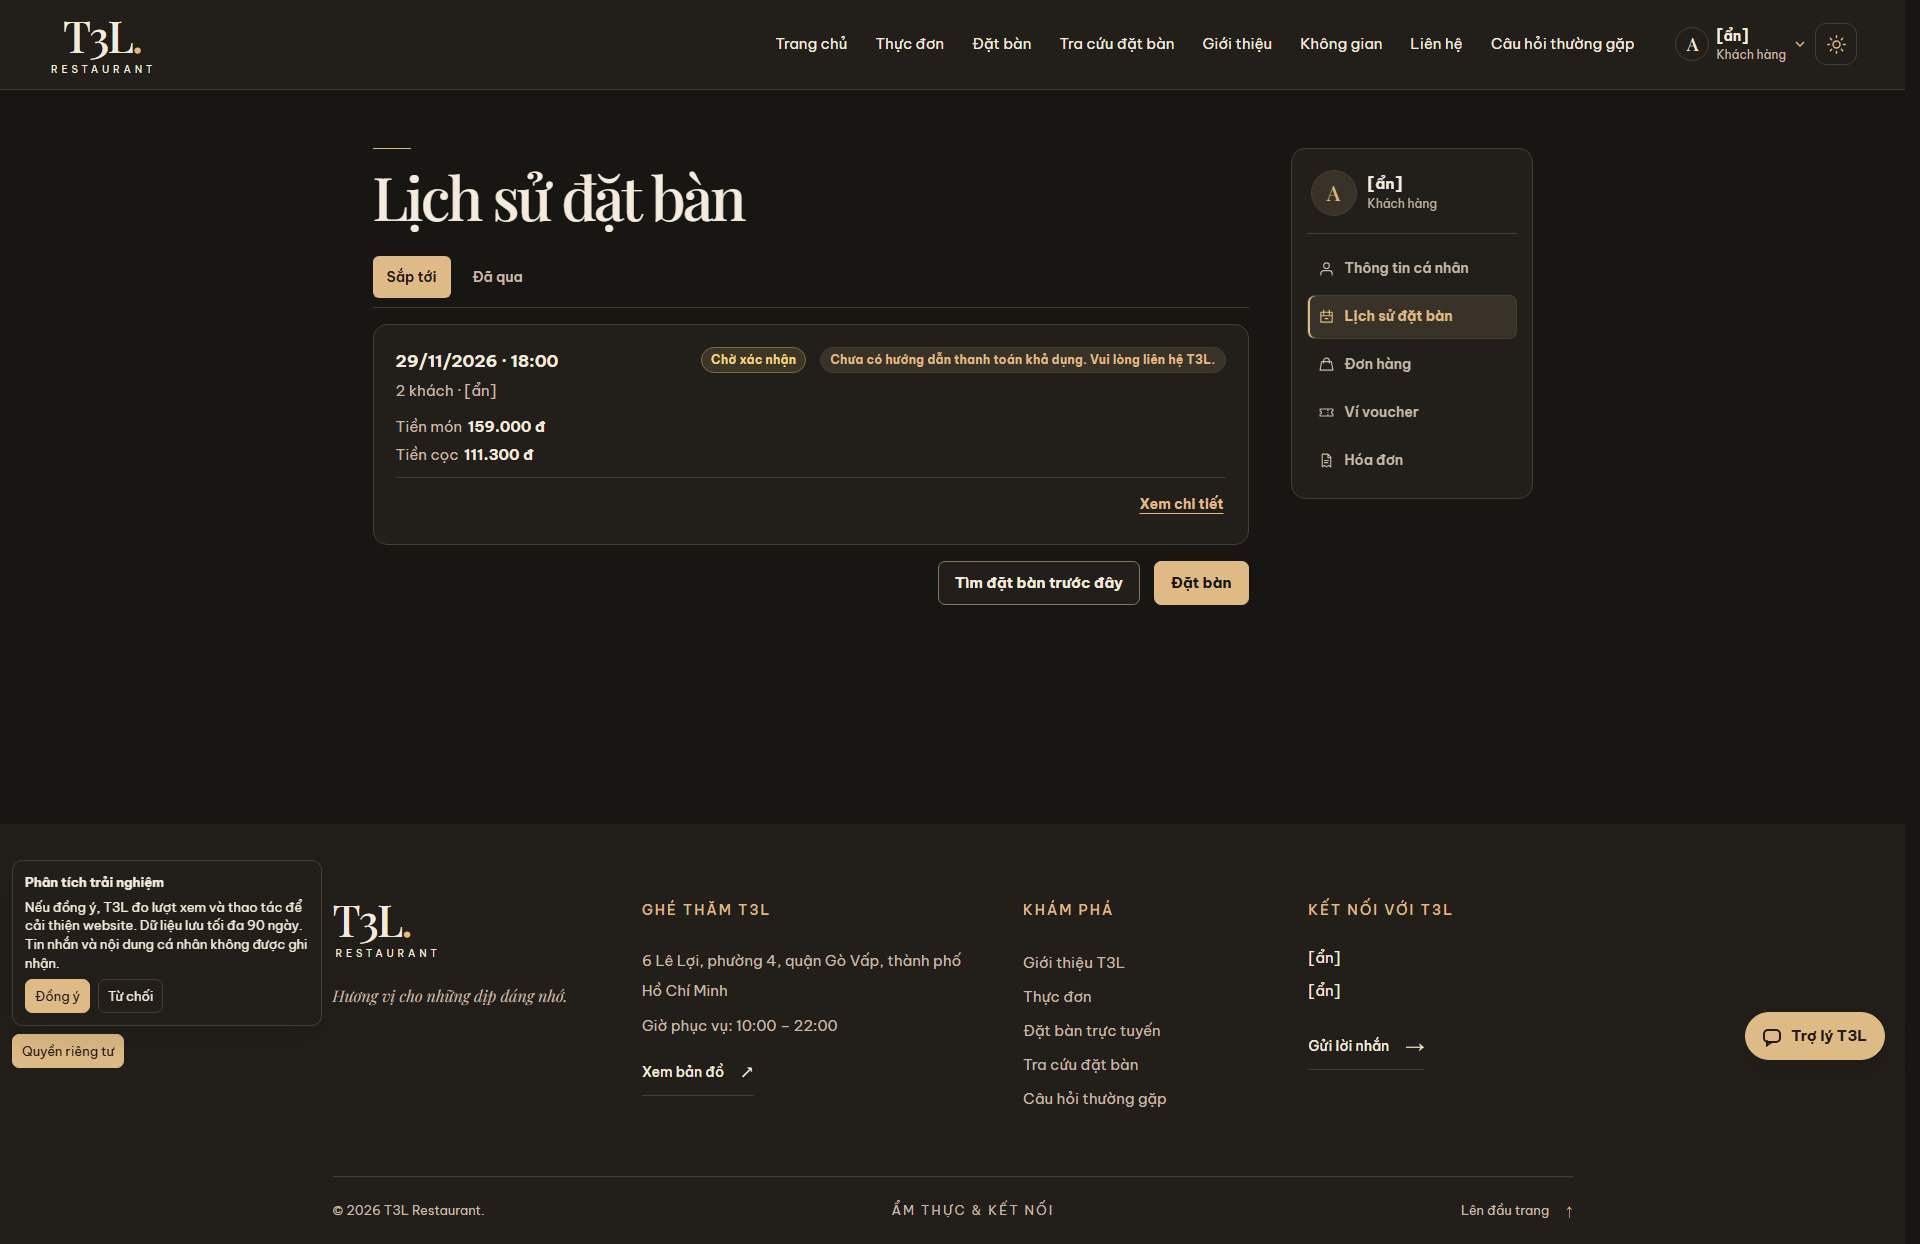 T3L.
RESTAURANT
Trang chủ
Thực đơn
Đặt bàn
Tra cứu đặt bàn
Giới thiệu
Không gian
Liên hệ
Câu hỏi thường gặp
A
[ẩn]
Khách hàng
Lịch sử đặt bàn
Sắp tới
Đã qua
29/11/2026 · 18:00
Chờ xác nhận
Chưa có hướng dẫn thanh toán khả dụng. Vui lòng liên hệ T3L.
2 khách · [ẩn]
Tiền món 159.000 đ
Tiền cọc 111.300 đ
Xem chi tiết
Tìm đặt bàn trước đây
Đặt bàn
A
[ẩn]
Khách hàng
Thông tin cá nhân
Lịch sử đặt bàn
Đơn hàng
Ví voucher
Hóa đơn
Phân tích trải nghiệm
Nếu đồng ý, T3L đo lượt xem và thao tác để
cải thiện website. Dữ liệu lưu tối đa 90 ngày.
Tin nhắn và nội dung cá nhân không được ghi
nhận.
Đồng ý
Từ chối
Quyền riêng tư
T3L.
RESTAURANT
Hương vị cho những dịp đáng nhớ.
GHÉ THĂM T3L
6 Lê Lợi, phường 4, quận Gò Vấp, thành phố
Hồ Chí Minh
Giờ phục vụ: 10:00 – 22:00
Xem bản đồ ↗
KHÁM PHÁ
Giới thiệu T3L
Thực đơn
Đặt bàn trực tuyến
Tra cứu đặt bàn
Câu hỏi thường gặp
KẾT NỐI VỚI T3L
[ẩn]
[ẩn]
Gửi lời nhắn →
Trợ lý T3L
© 2026 T3L Restaurant.
ẨM THỰC & KẾT NỐI
Lên đầu trang ↑